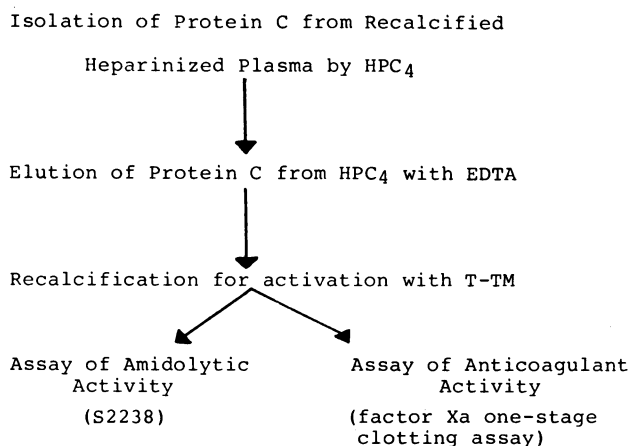 Isolation of Protein C from Recalcified
Heparinized Plasma by HPC4
Elution of Protein C from HPC4 with EDTA
Recalcification for activation with T-TM
Assay of Amidolytic
Activity
(S2238)
Assay of Anticoagulant
Activity
(factor Xa one-stage
clotting assay)